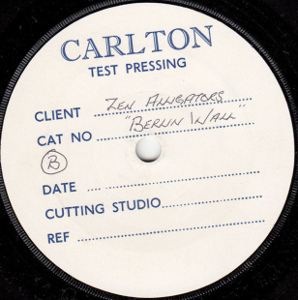 CARLTON
TEST PRESSING
CLIENT Zen Alligators
CAT NO "Berlin Wall"
B
DATE
CUTTING STUDIO
REF